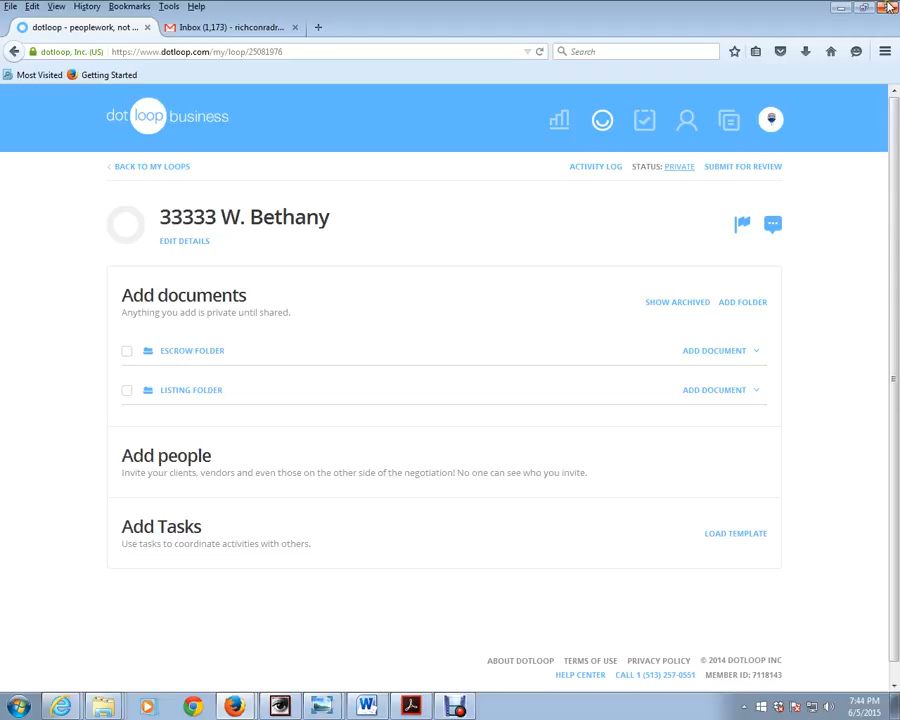 File Edit View History Bookmarks Tools Help
dotloop - peoplework, not ... × Inbox (1,173) - richconradr... × +
dotloop, Inc. (US) https://www.dotloop.com/my/loop/25081976 Search
Most Visited Getting Started
dot loop business
< BACK TO MY LOOPS ACTIVITY LOG STATUS: PRIVATE SUBMIT FOR REVIEW
33333 W. Bethany
EDIT DETAILS
Add documents
Anything you add is private until shared.
SHOW ARCHIVED ADD FOLDER
ESCROW FOLDER ADD DOCUMENT
LISTING FOLDER ADD DOCUMENT
Add people
Invite your clients, vendors and even those on the other side of the negotiation! No one can see who you invite.
Add Tasks
Use tasks to coordinate activities with others.
LOAD TEMPLATE
ABOUT DOTLOOP TERMS OF USE PRIVACY POLICY © 2014 DOTLOOP INC
HELP CENTER CALL 1 (513) 257-0551 MEMBER ID: 7118143
7:44 PM
6/5/2015